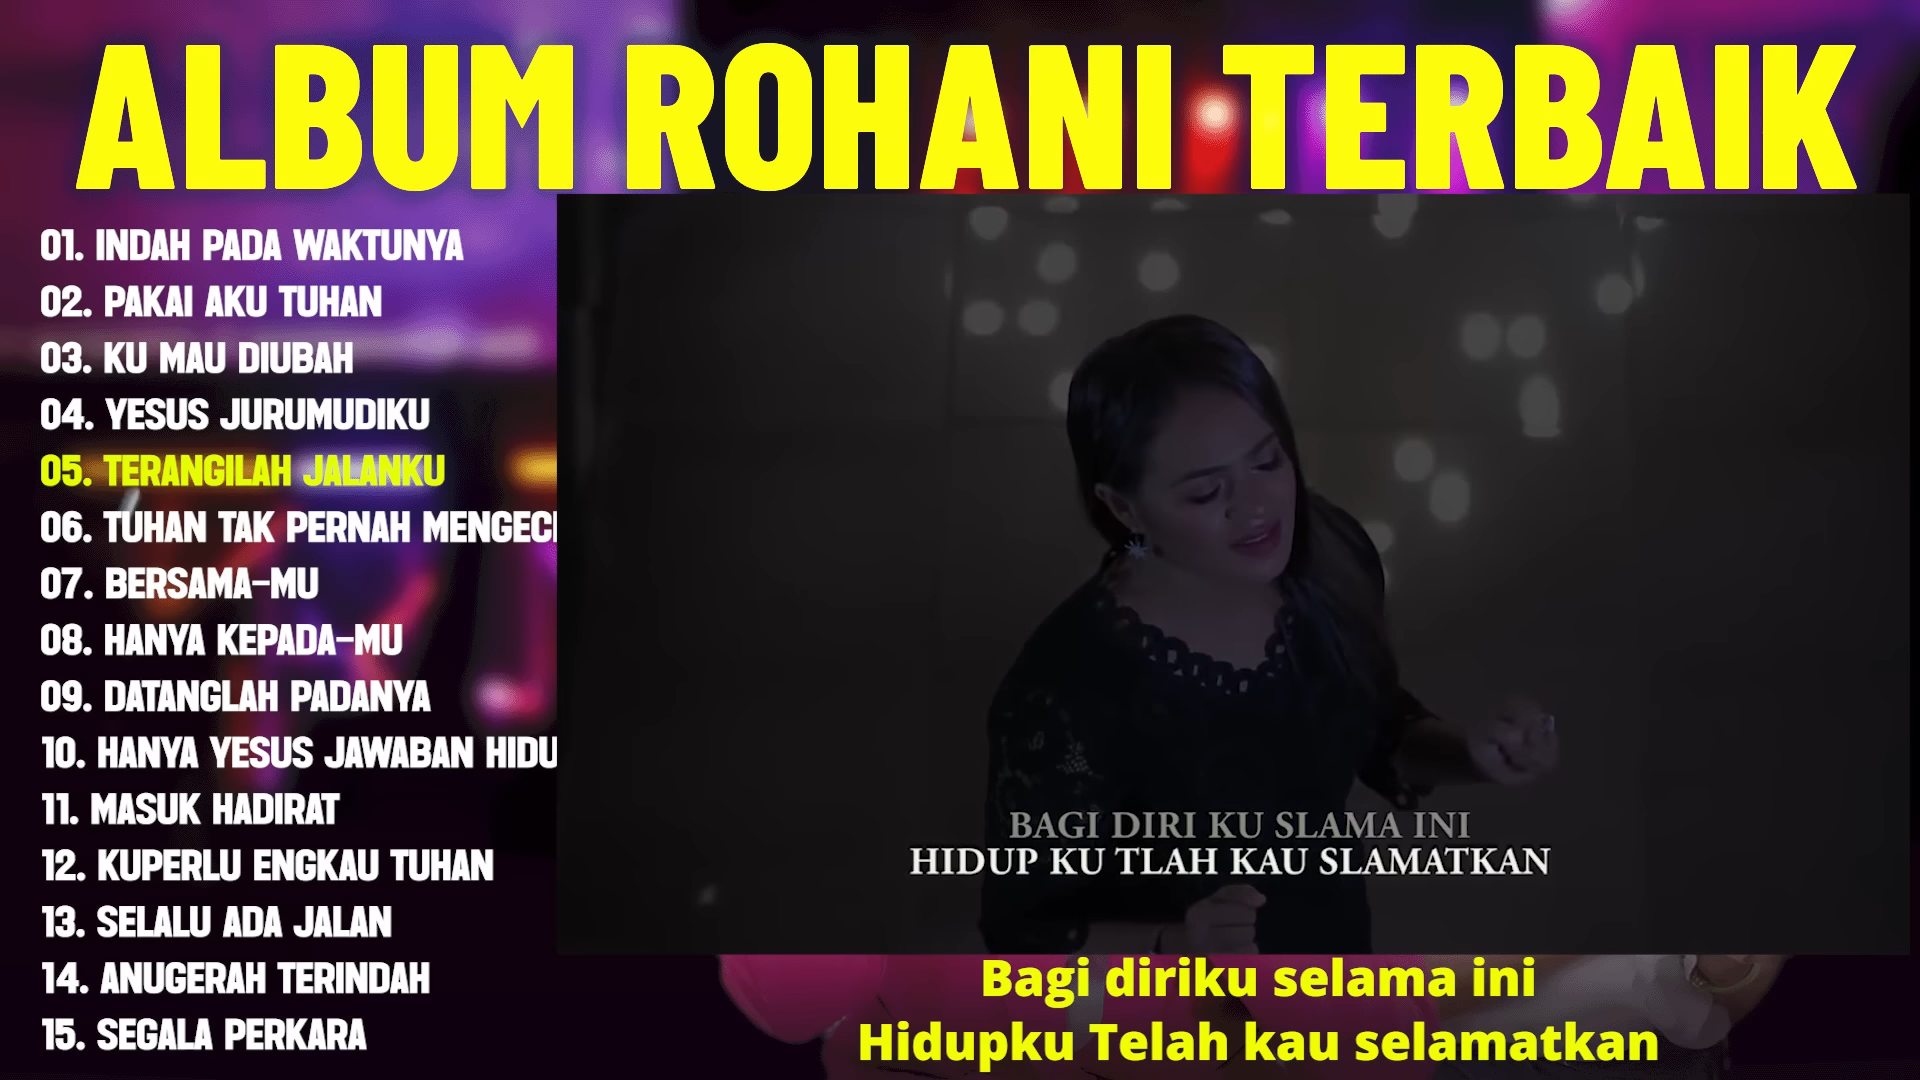 ALBUM ROHANI TERBAIK
01. INDAH PADA WAKTUNYA
02. PAKAI AKU TUHAN
03. KU MAU DIUBAH
04. YESUS JURUMUDIKU
05. TERANGILAH JALANKU
06. TUHAN TAK PERNAH
07. BERSAMA-MU
08. HANYA KEPADA-MU
09. DATANGLAH PADANYA
10. HANYA YESUS JAWABAN HIDU
11. MASUK HADIRAT
12. KUPERLU ENGKAU TUHAN
13. SELALU ADA JALAN
14. ANUGERAH TERINDAH
15. SEGALA PERKARA
BAGI DIRI KU SLAMA INI
HIDUP KU TLAH KAU SLAMATKAN
Bagi diriku selama ini
Hidupku Telah kau selamatkan